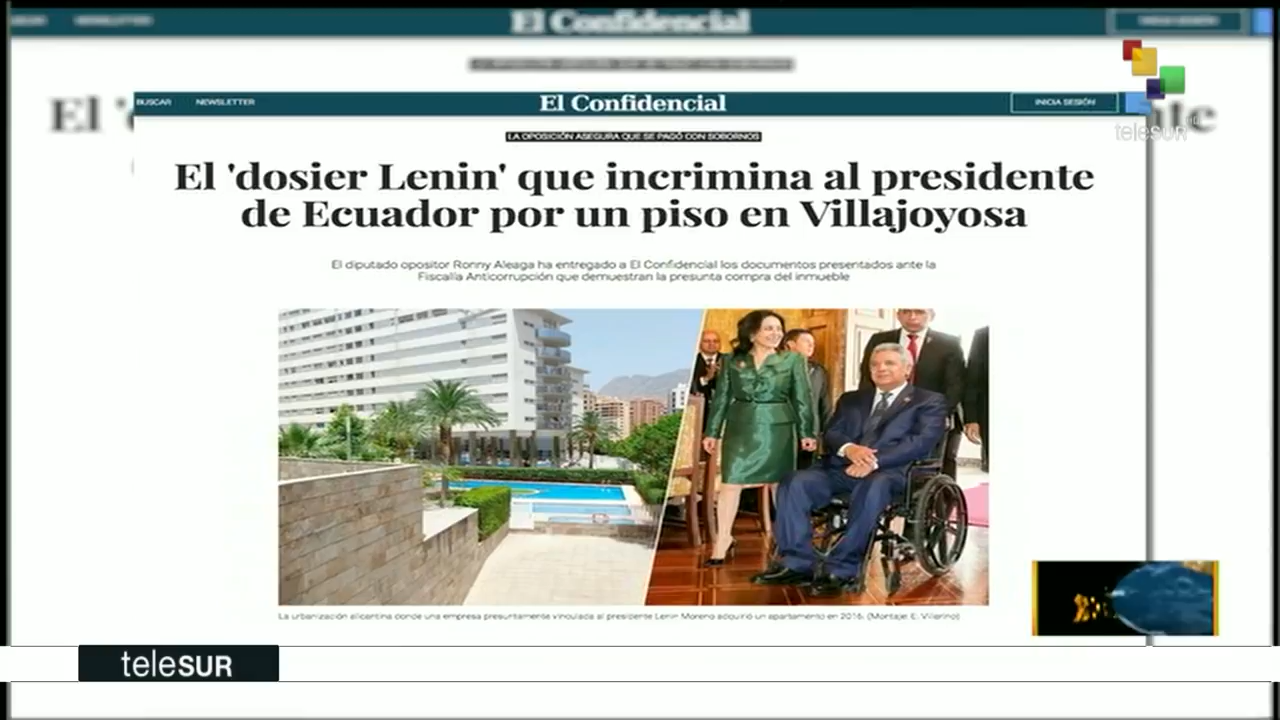 El Confidencial
NEWSLETTER
El
BUSCAR
NEWSLETTER
El Confidencial
INICIA SESIÓN
teleSUR
LA OPOSICIÓN ASEGURA QUE SE PAGÓ CON SOBORNOS
El 'dosier Lenin' que incrimina al presidente
de Ecuador por un piso en Villajoyosa
El diputado opositor Ronny Aleaga ha entregado a El Confidencial los documentos presentados ante la
Fiscalía Anticorrupción que demuestran la presunta compra del inmueble
La urbanización alicantina donde una empresa presuntamente vinculada al presidente Lenin Moreno adquirió un apartamento en 2016. (Montaje: E. Villarino)
teleSUR